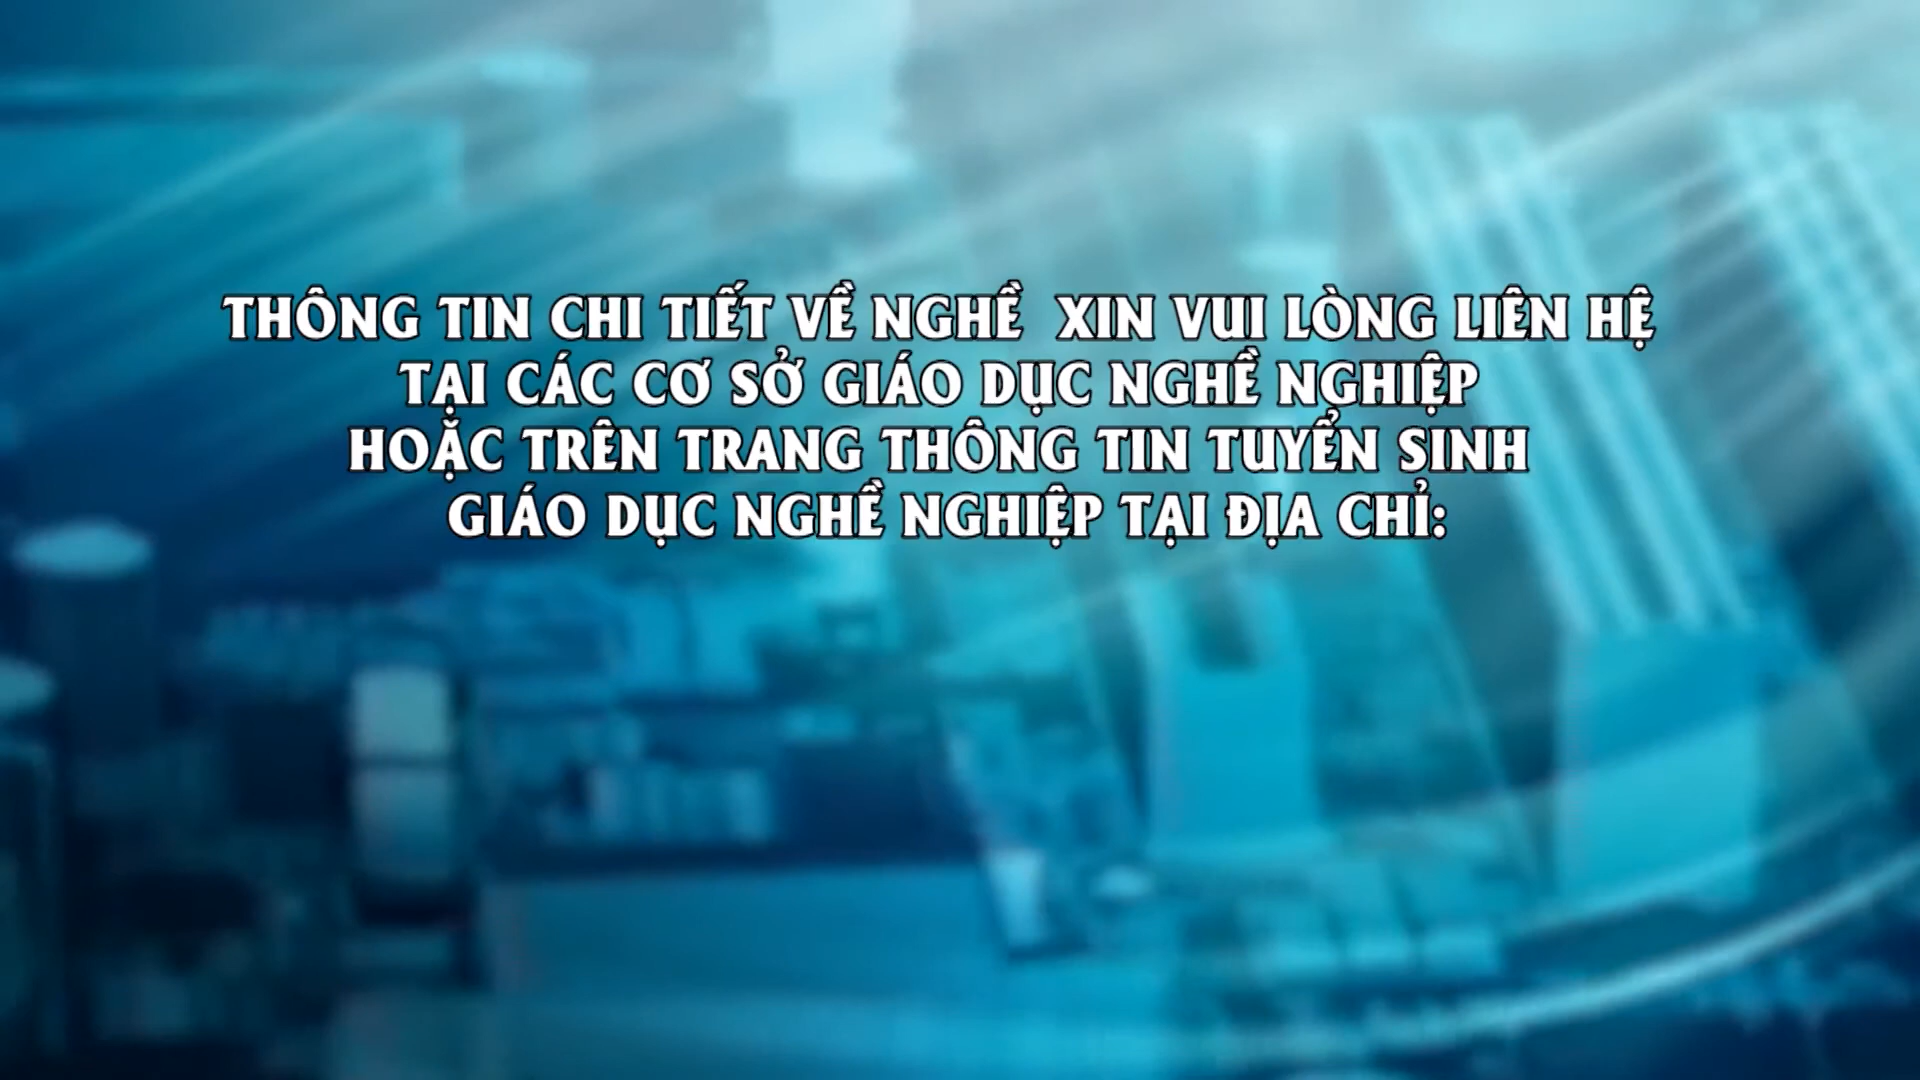 THÔNG TIN CHI TIẾT VỀ NGHỀ XIN VUI LÒNG LIÊN HỆ
TẠI CÁC CƠ SỞ GIÁO DỤC NGHỀ NGHIỆP
HOẶC TRÊN TRANG THÔNG TIN TUYỂN SINH
GIÁO DỤC NGHỀ NGHIỆP TẠI ĐỊA CHỈ: